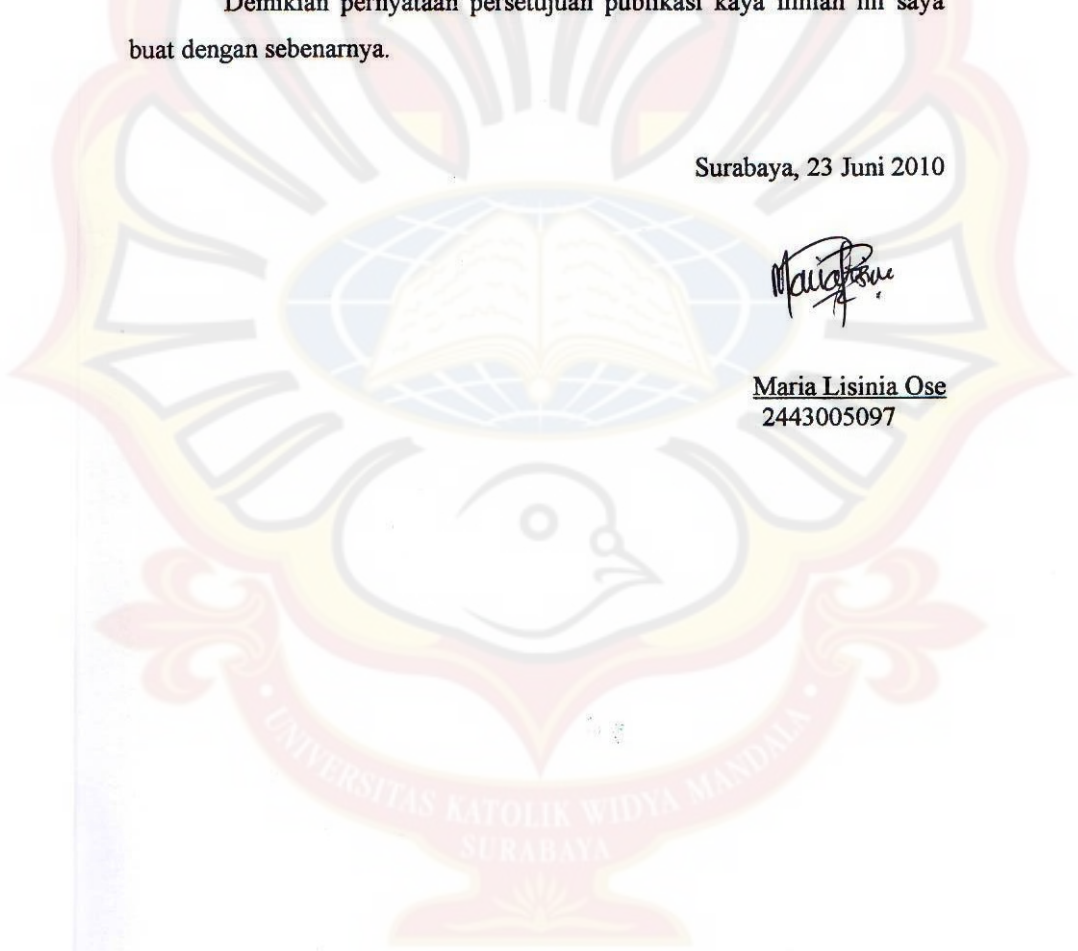 Demikian pernyataan persetujuan publikasi kaya ilmiah ini saya
buat dengan sebenarnya.
Surabaya, 23 Juni 2010
Maria Lisinia Ose
2443005097
UNIVERSITAS KATOLIK WIDYA MANDALA
SURABAYA